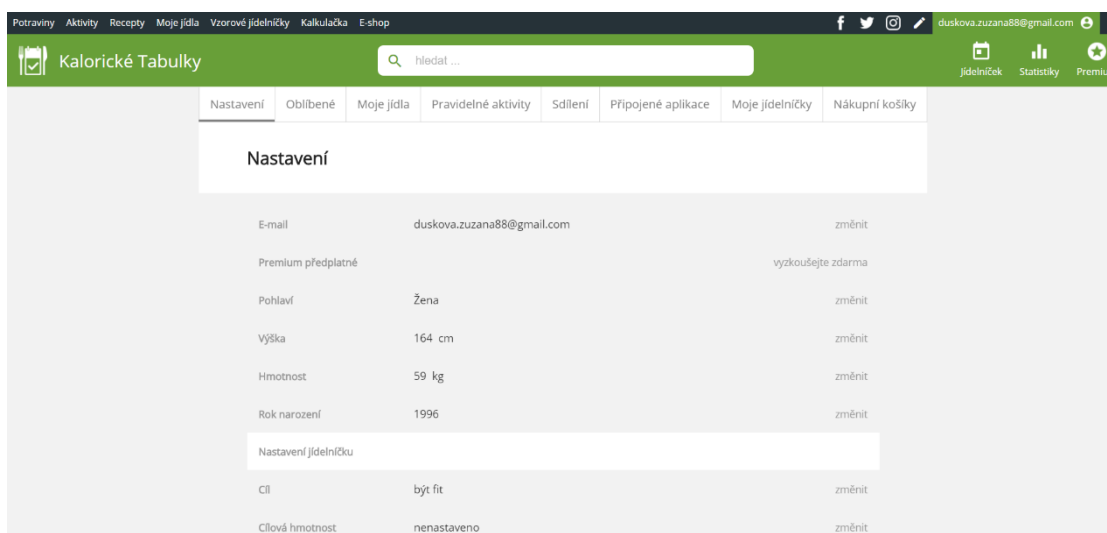 Potraviny Aktivity Recepty Moje jídla Vzorové jídelníčky Kalkulačka E-shop duskova.zuzana88@gmail.com
Kalorické Tabulky hledat ... Jídelníček Statistiky Premiu
Nastavení Oblíbené Moje jídla Pravidelné aktivity Sdílení Připojené aplikace Moje jídelníčky Nákupní košíky
Nastavení
E-mail duskova.zuzana88@gmail.com změnit
Premium předplatné vyzkoušejte zdarma
Pohlaví Žena změnit
Výška 164 cm změnit
Hmotnost 59 kg změnit
Rok narození 1996 změnit
Nastavení jídelníčku
Cíl být fit změnit
Cílová hmotnost nenastaveno změnit